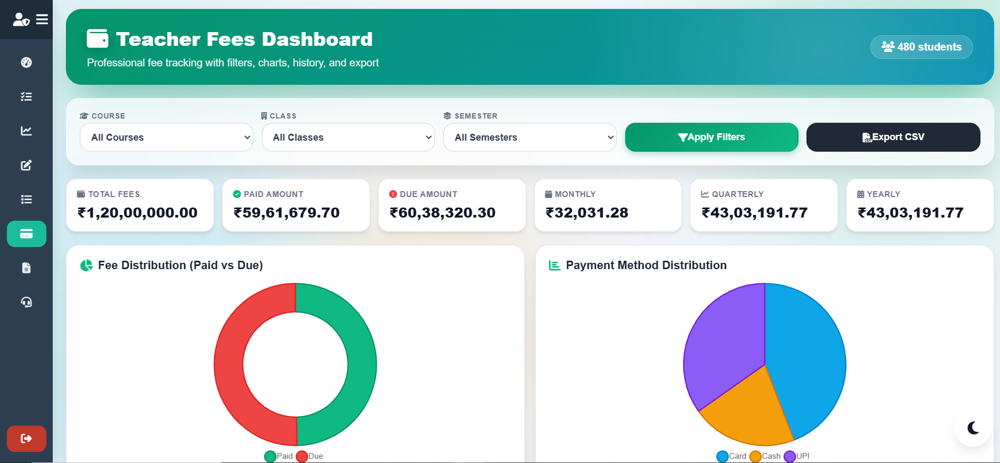 Teacher Fees Dashboard
Professional fee tracking with filters, charts, history, and export
480 students
COURSE
All Courses
CLASS
All Classes
SEMESTER
All Semesters
Apply Filters
Export CSV
TOTAL FEES
₹1,20,00,000.00
PAID AMOUNT
₹59,61,679.70
DUE AMOUNT
₹60,38,320.30
MONTHLY
₹32,031.28
QUARTERLY
₹43,03,191.77
YEARLY
₹43,03,191.77
Fee Distribution (Paid vs Due)
Paid Due
Payment Method Distribution
Card Cash UPI